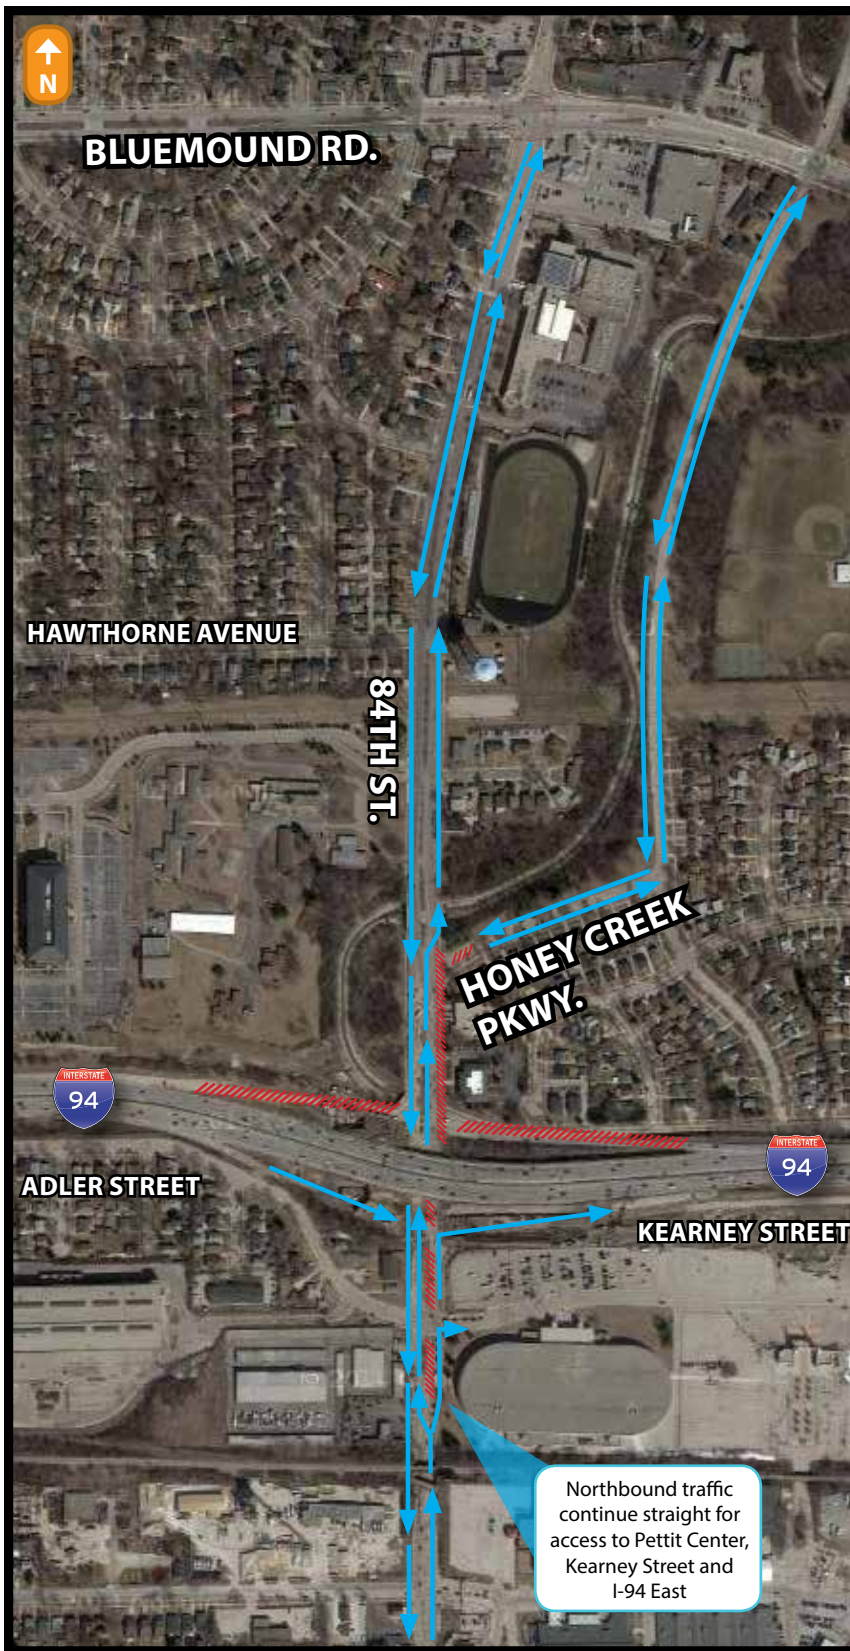 N
BLUEMOUND RD.
HAWTHORNE AVENUE
84TH ST.
HONEY CREEK
PKWY.
INTERSTATE
94
INTERSTATE
94
ADLER STREET
KEARNEY STREET
Northbound traffic
continue straight for
access to Pettit Center,
Kearney Street and
I-94 East